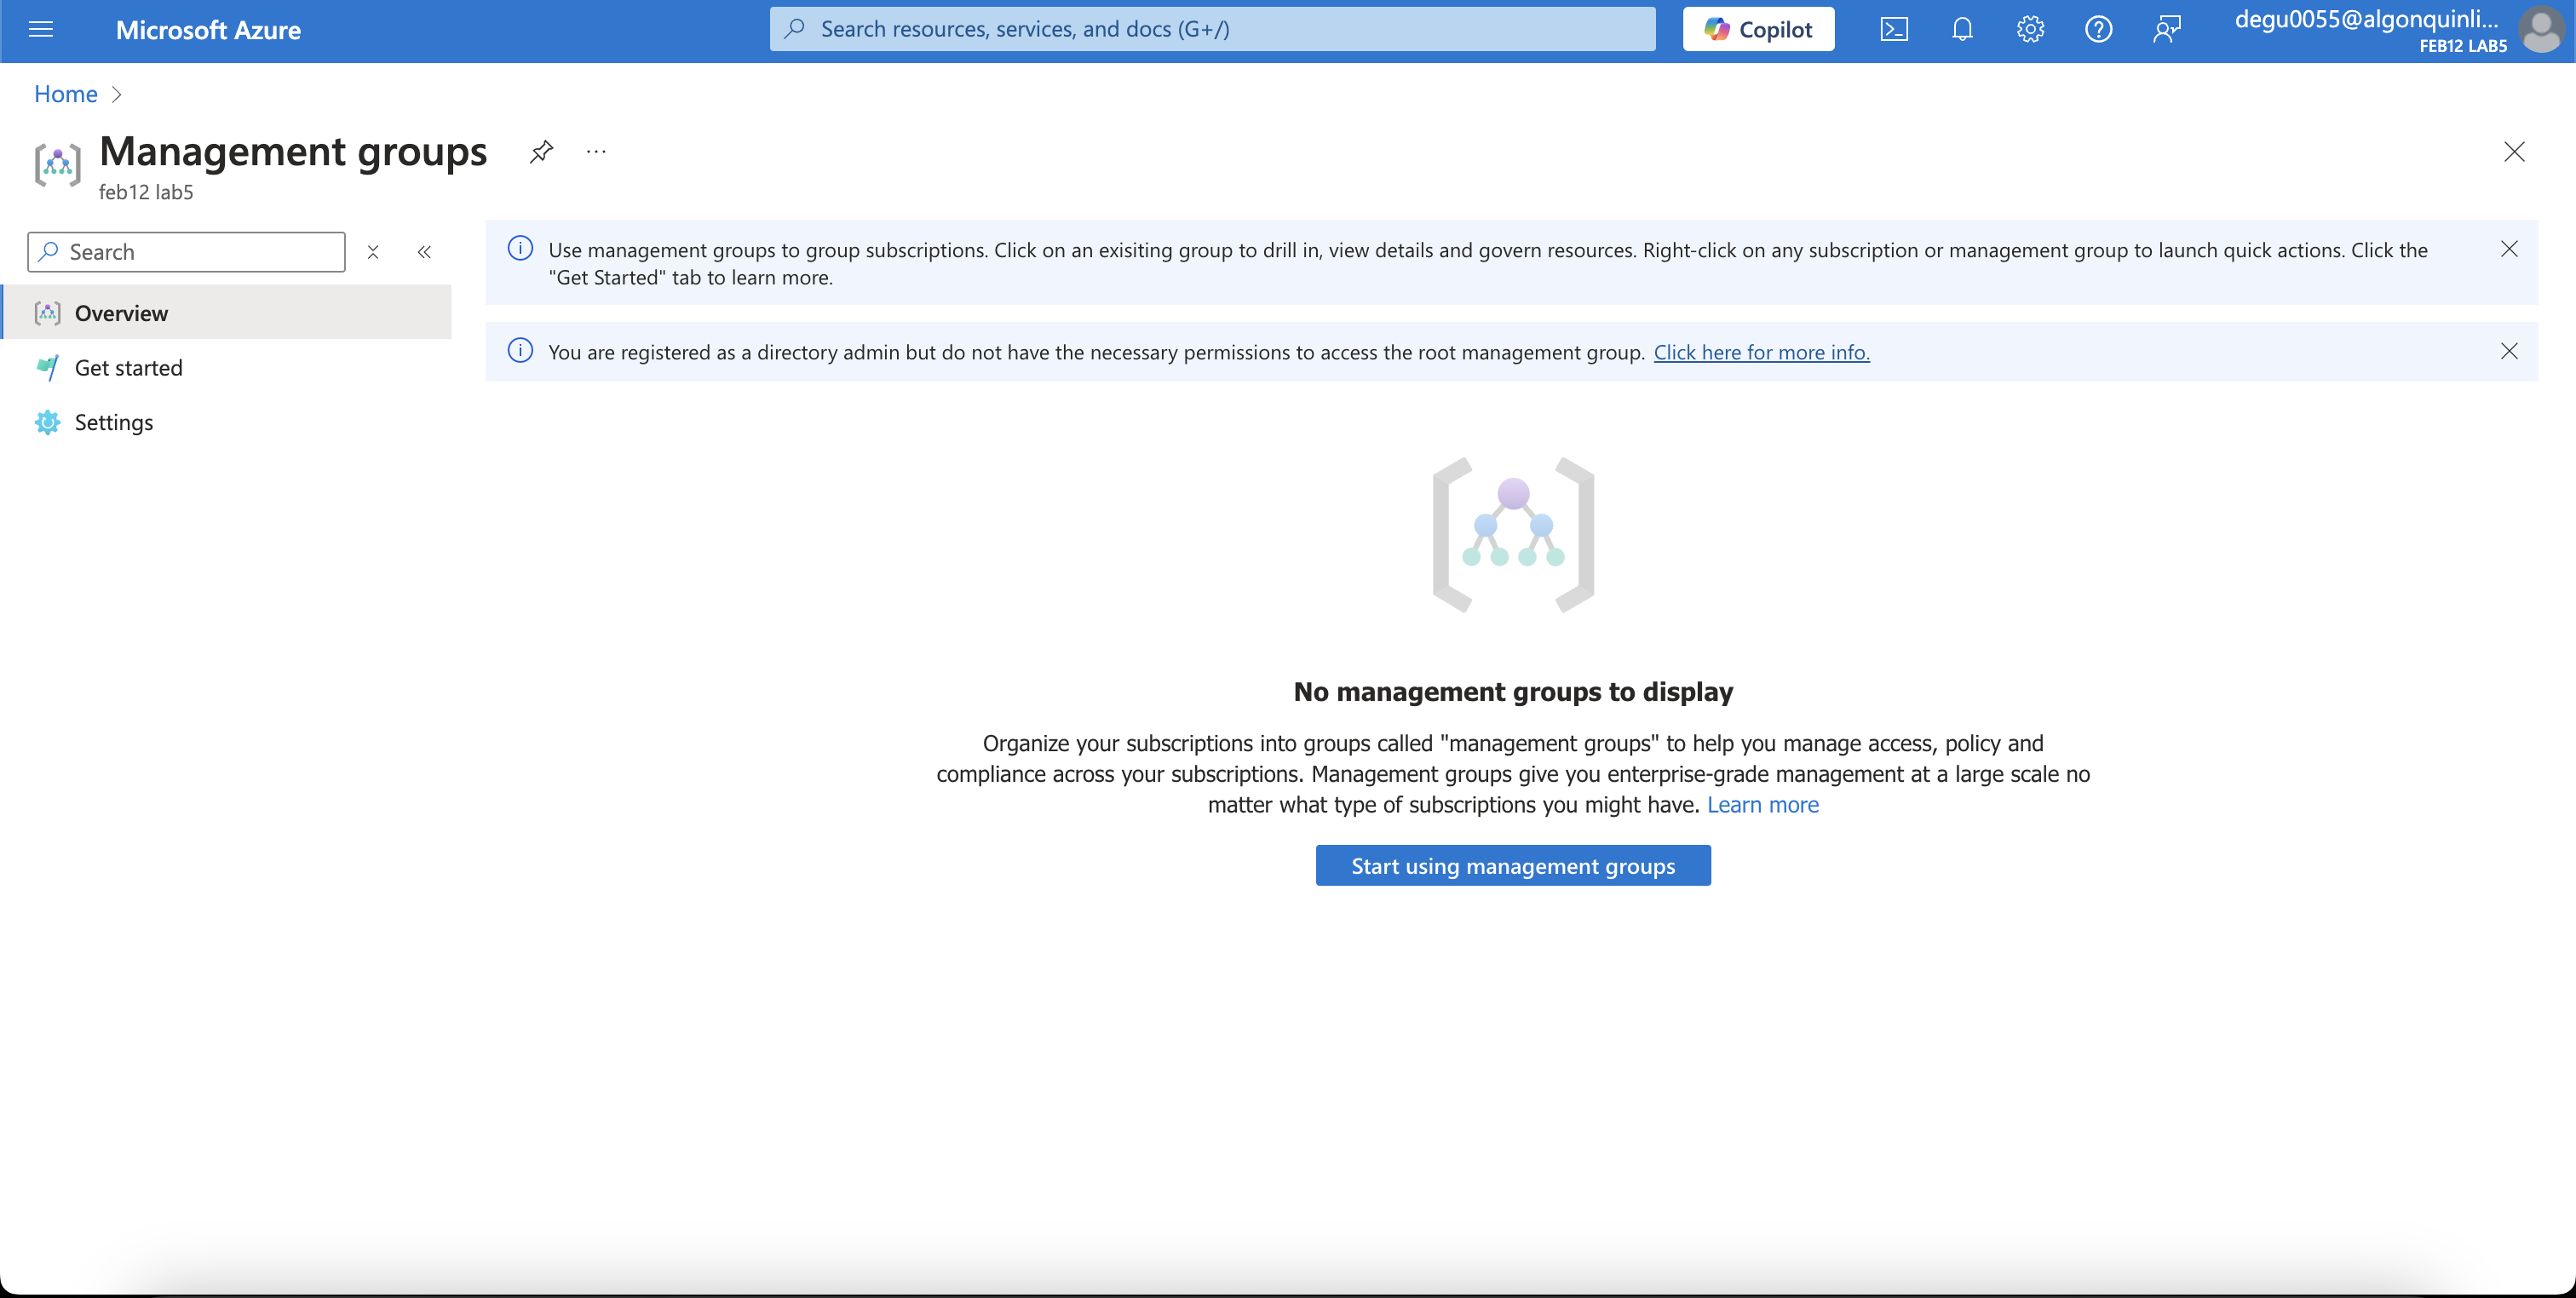 Microsoft Azure
Search resources, services, and docs (G+/)
Copilot
degu0055@algonquinli...
FEB12 LAB5
Home
Management groups
feb12 lab5
Search
Overview
Get started
Settings
Use management groups to group subscriptions. Click on an exisiting group to drill in, view details and govern resources. Right-click on any subscription or management group to launch quick actions. Click the
"Get Started" tab to learn more.
You are registered as a directory admin but do not have the necessary permissions to access the root management group. Click here for more info.
No management groups to display
Organize your subscriptions into groups called "management groups" to help you manage access, policy and
compliance across your subscriptions. Management groups give you enterprise-grade management at a large scale no
matter what type of subscriptions you might have. Learn more
Start using management groups